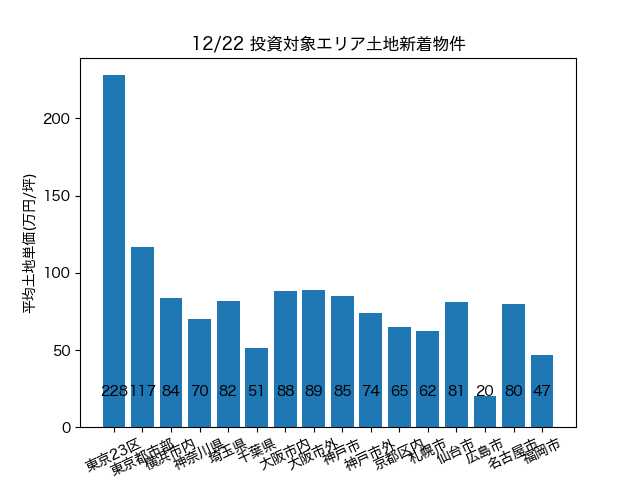 12/22 投資対象エリア土地新着物件
平均土地単価(万円/坪)
200
150
100
50
0
228 117 84 70 82 51 88 89 85 74 65 62 81 20 80 47
東京23区
東京都市部
横浜市内
神奈川県
埼玉県
千葉県
大阪市内
大阪市外
神戸市
神戸市外
京都区内
札幌市
仙台市
広島市
名古屋市
福岡市